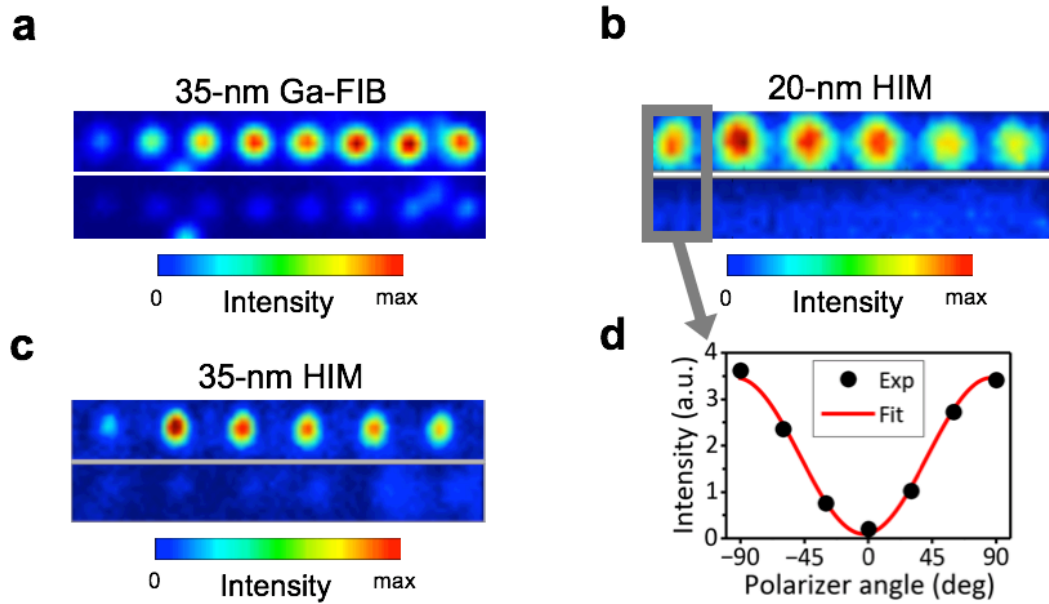 a
35-nm Ga-FIB
0 Intensity max
b
20-nm HIM
0 Intensity max
c
35-nm HIM
0 Intensity max
d
Intensity (a.u.)
4
3
2
1
0
Exp
Fit
−90 −45 0 45 90
Polarizer angle (deg)